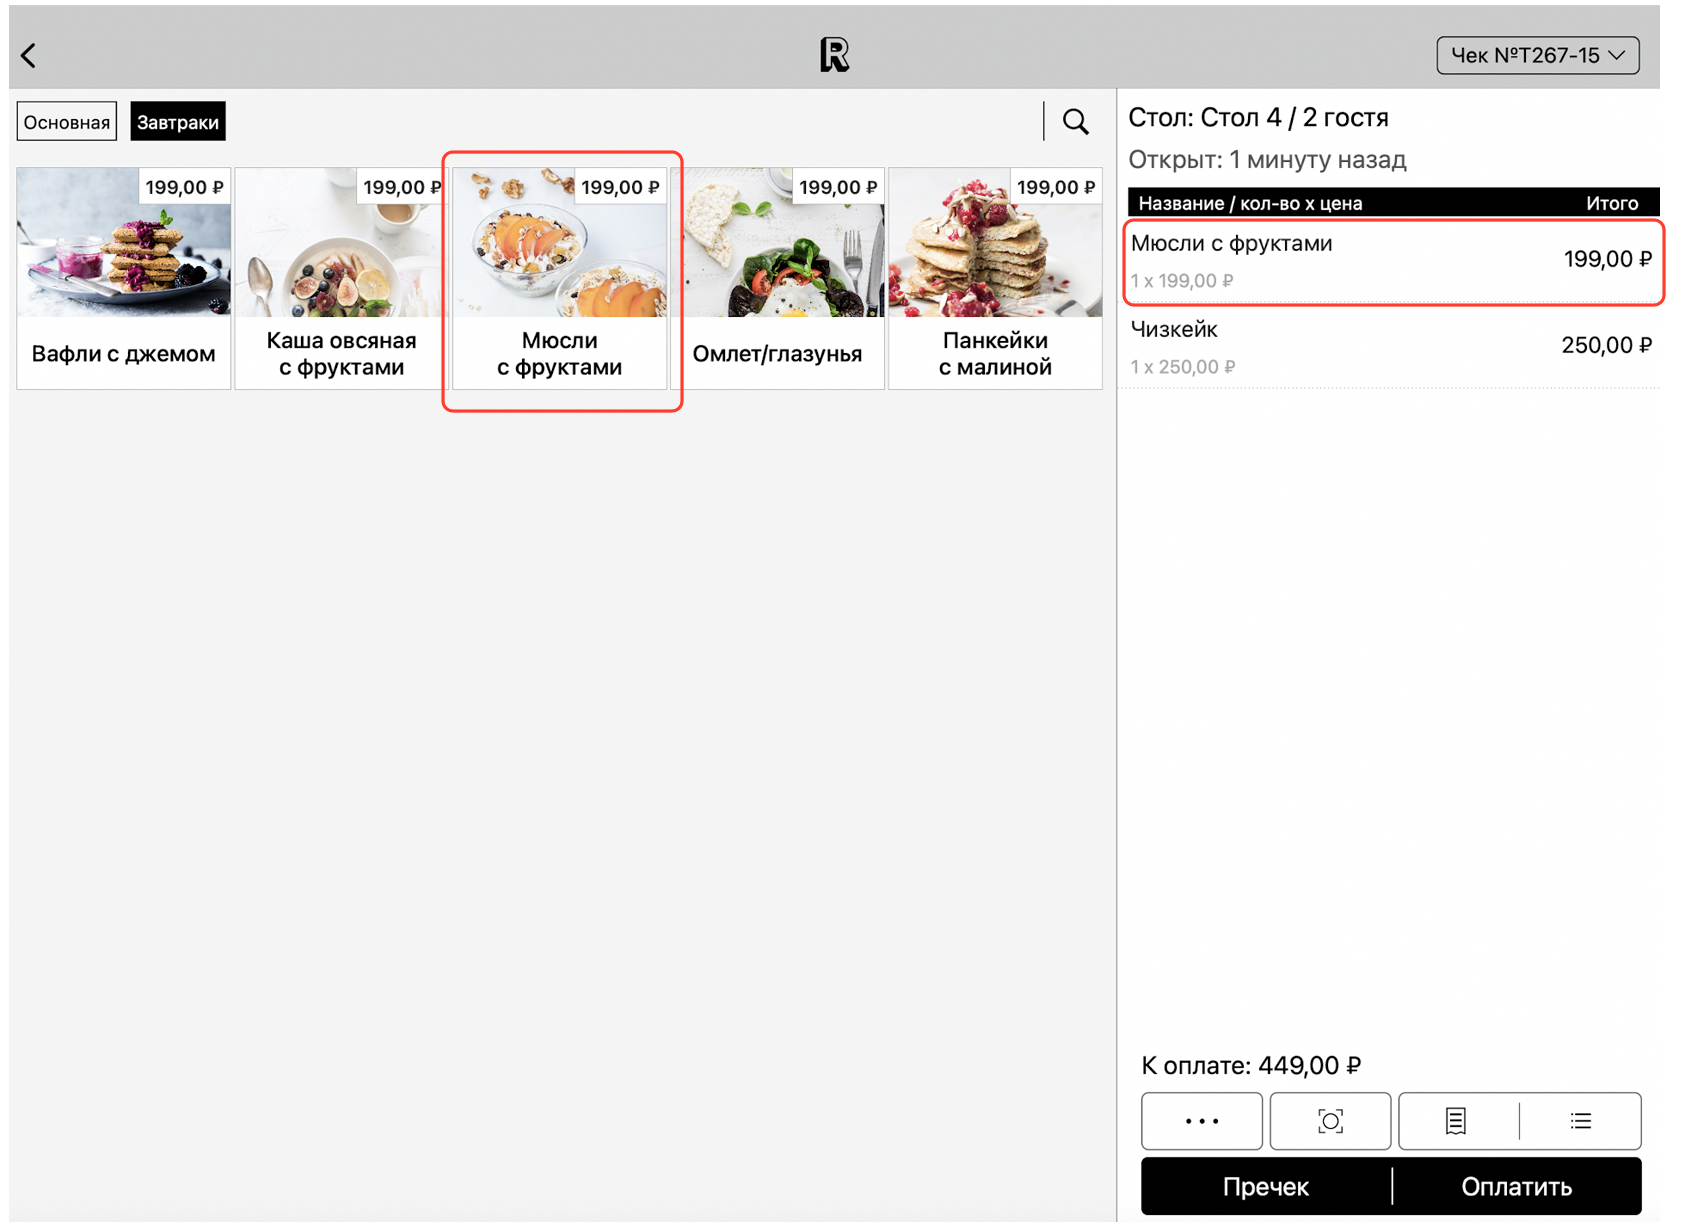 R
Чек №Т267-15
Основная
Завтраки
199,00 ₽
199,00 ₽
199,00 ₽
199,00 ₽
199,00 ₽
Вафли с джемом
Каша овсяная
с фруктами
Мюсли
с фруктами
Омлет/глазунья
Панкейки
с малиной
Стол: Стол 4 / 2 гостя
Открыт: 1 минуту назад
Название / кол-во х цена Итого
Мюсли с фруктами
199,00 ₽
1 x 199,00 ₽
Чизкейк
250,00 ₽
1 x 250,00 ₽
К оплате: 449,00 ₽
Пречек
Оплатить